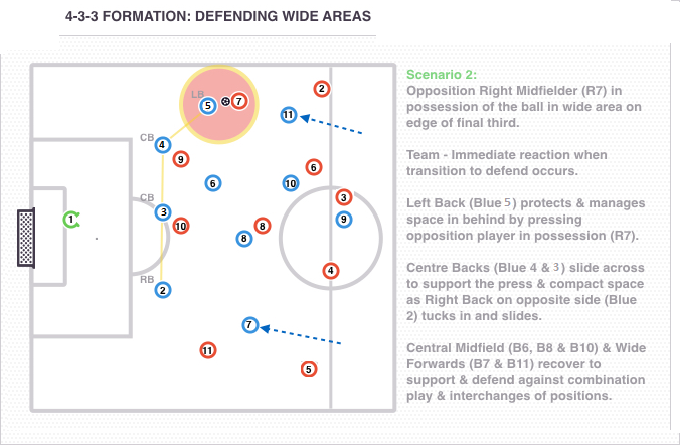 4-3-3 FORMATION: DEFENDING WIDE AREAS
Scenario 2:
Opposition Right Midfielder (R7) in
possession of the ball in wide area on
edge of final third.
Team - Immediate reaction when
transition to defend occurs.
Left Back (Blue 5) protects & manages
space in behind by pressing
opposition player in possession (R7).
Centre Backs (Blue 4 & 3) slide across
to support the press & compact space
as Right Back on opposite side (Blue
2) tucks in and slides.
Central Midfield (B6, B8 & B10) & Wide
Forwards (B7 & B11) recover to
support & defend against combination
play & interchanges of positions.
2
LB
5
7
11
CB
4
9
6
6
10
CB
3
3
1
9
10
8
8
4
RB
2
7
11
5